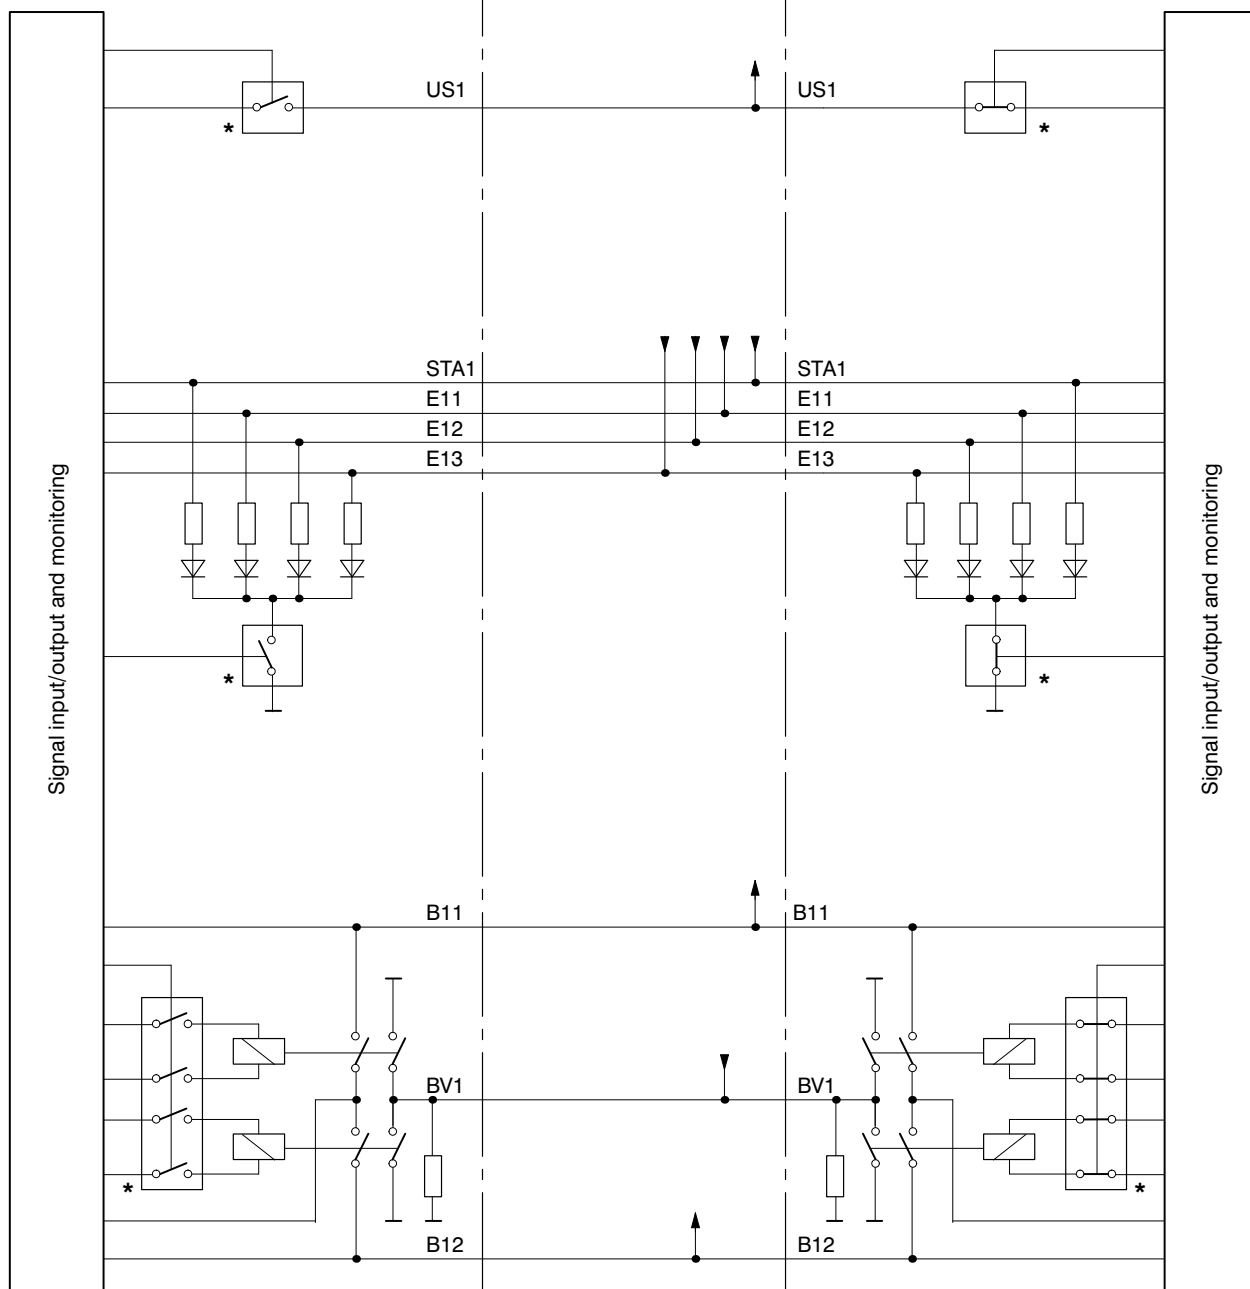 US1 US1
* *
STA1 STA1
E11 E11
E12 E12
E13 E13
Signal input/output and monitoring
Signal input/output and monitoring
* *
B11 B11
BV1 BV1
* *
B12 B12